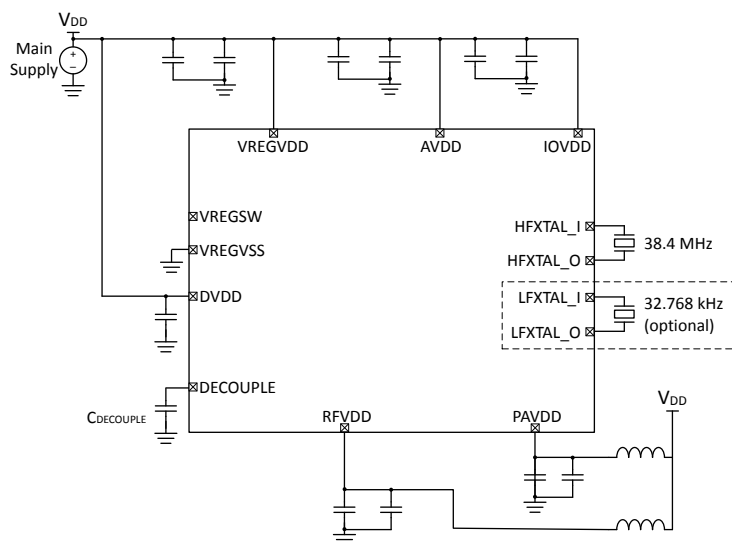 VDD
Main
Supply
+
−
VREGVDD
AVDD
IOVDD
VREGSW
HFXTAL_I
38.4 MHz
VREGVSS
HFXTAL_O
DVDD
LFXTAL_I
32.768 kHz
(optional)
LFXTAL_O
DECOUPLE
CDECOUPLE
RFVDD
PAVDD
VDD